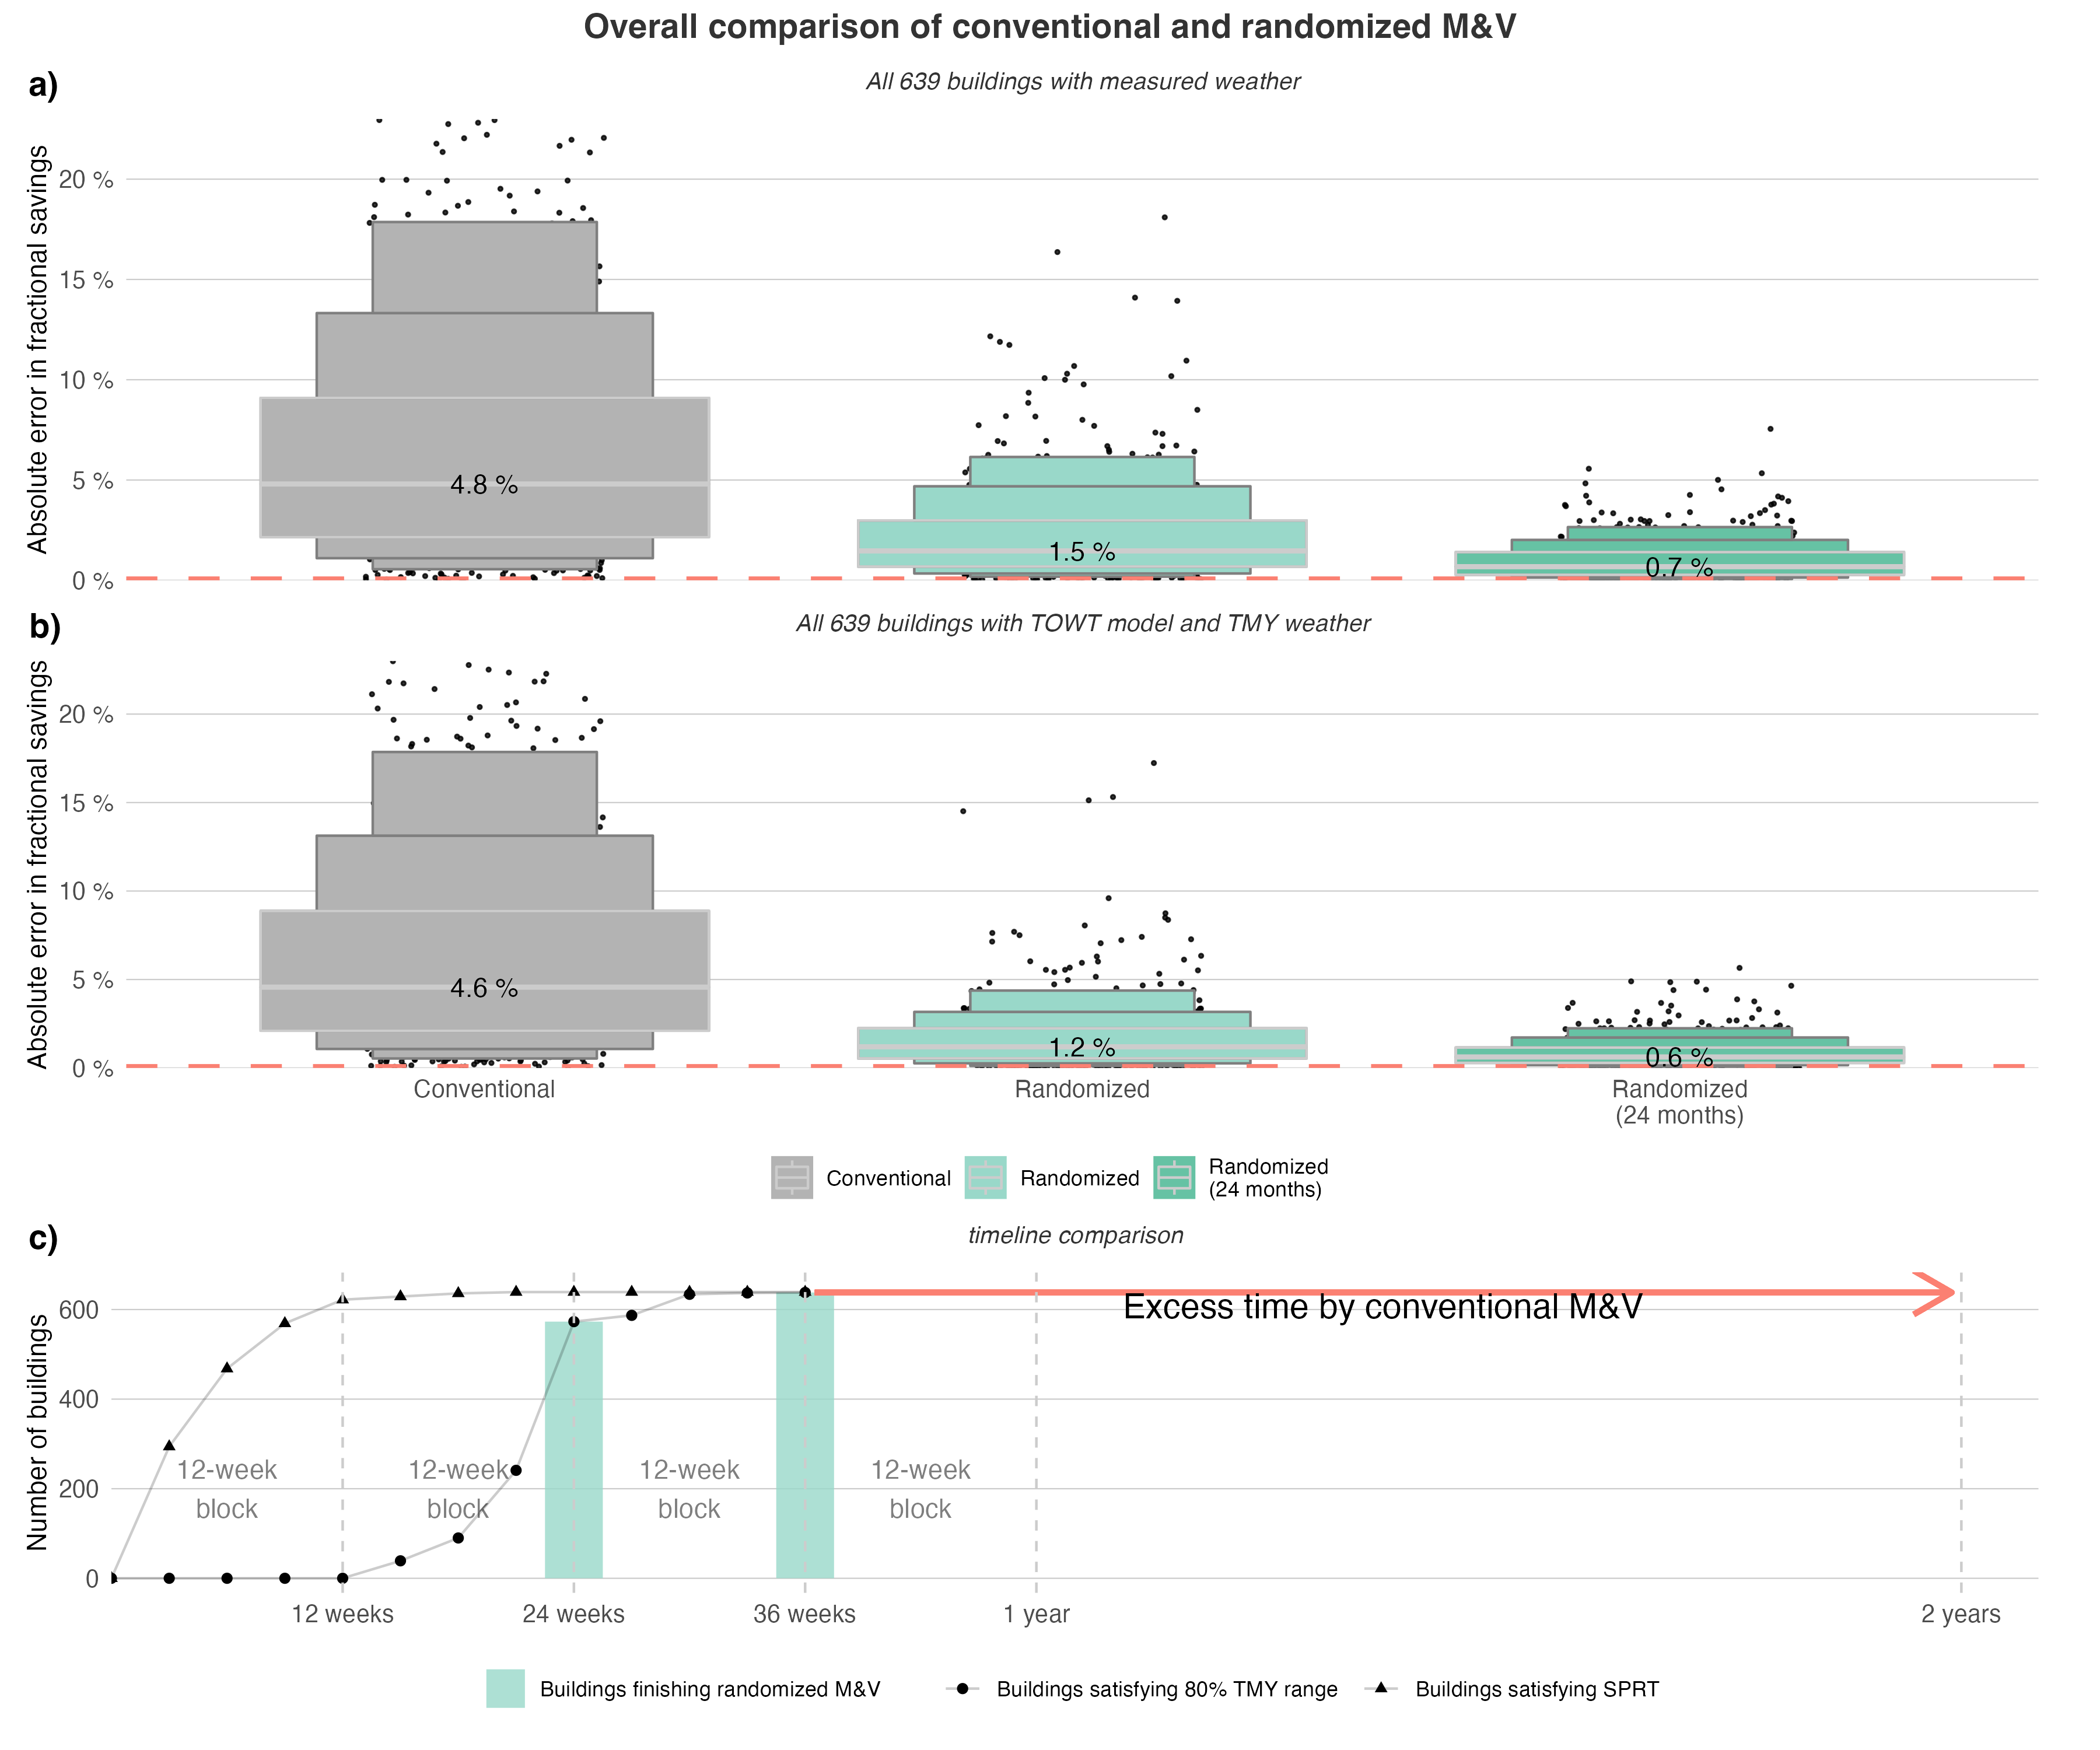 Overall comparison of conventional and randomized M&V
a)
All 639 buildings with measured weather
Absolute error in fractional savings
20 %
15 %
10 %
5 %
0 %
4.8 %
1.5 %
0.7 %
b)
All 639 buildings with TOWT model and TMY weather
Absolute error in fractional savings
20 %
15 %
10 %
5 %
0 %
4.6 %
1.2 %
0.6 %
Conventional
Randomized
Randomized
(24 months)
Conventional
Randomized
Randomized
(24 months)
c)
timeline comparison
Number of buildings
600
400
200
0
Excess time by conventional M&V
12-week
block
12-week
block
12-week
block
12-week
block
12 weeks
24 weeks
36 weeks
1 year
2 years
Buildings finishing randomized M&V
Buildings satisfying 80% TMY range
Buildings satisfying SPRT